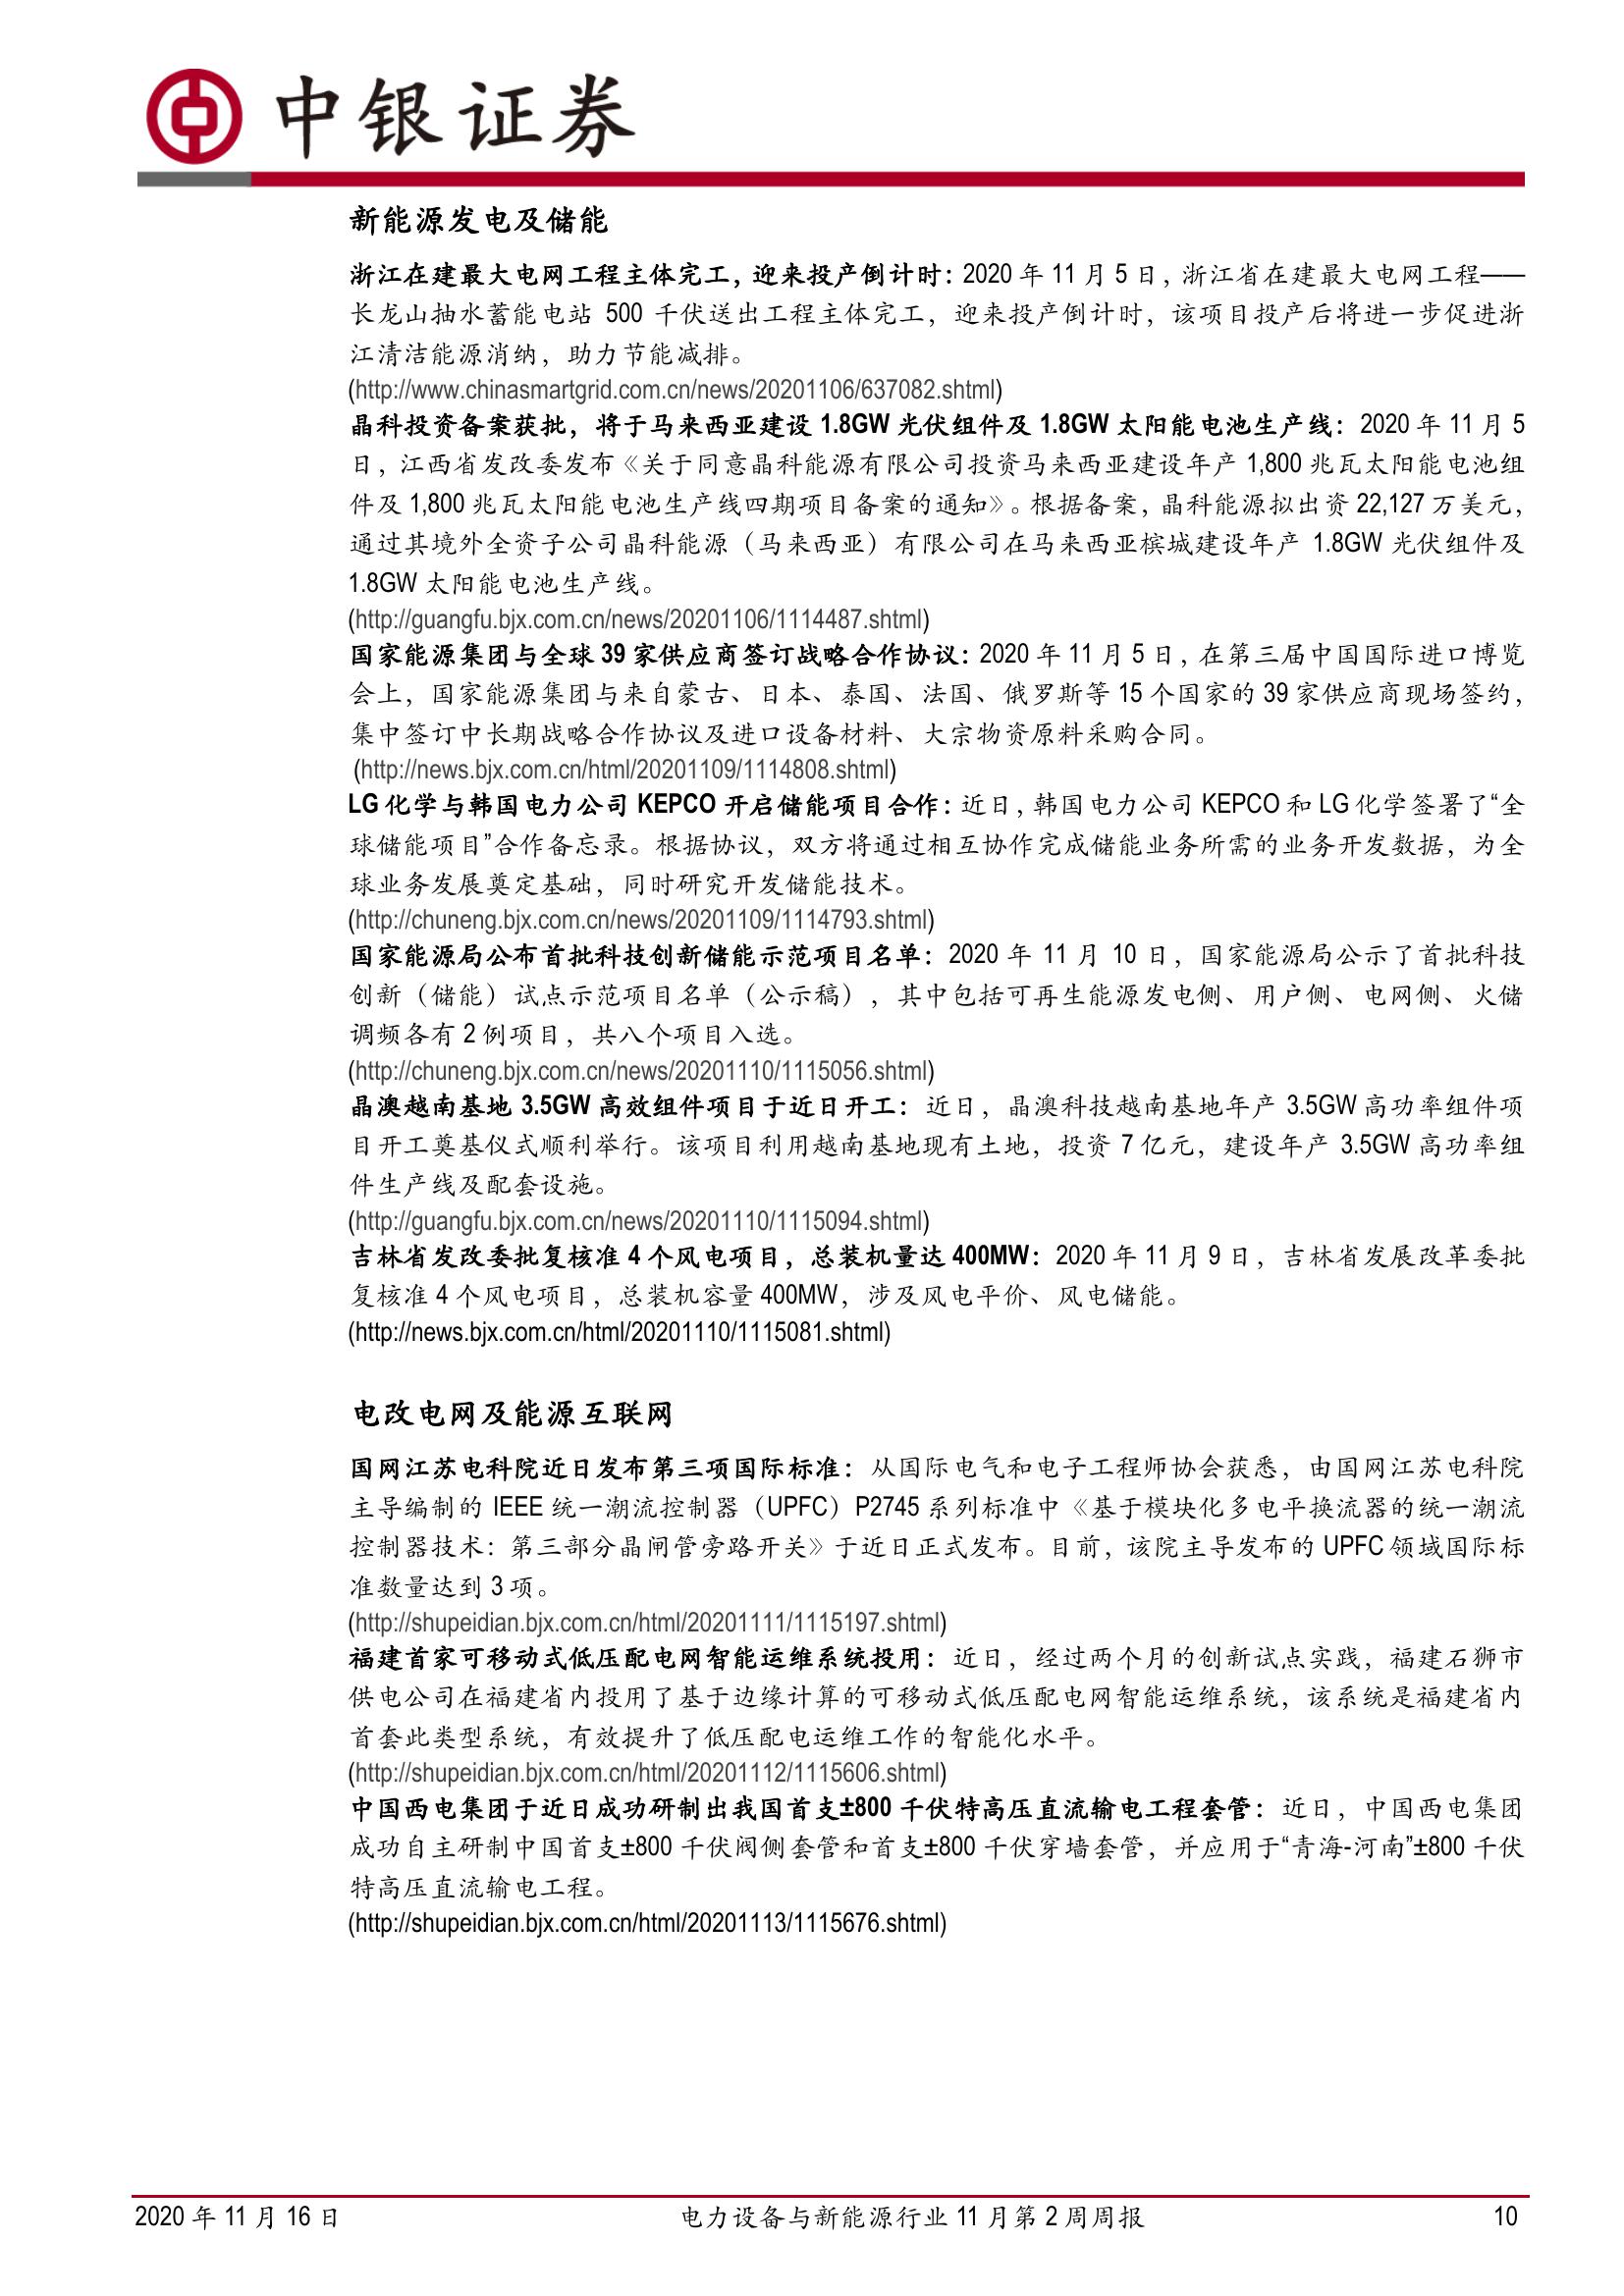 中银证券
新能源发电及储能
浙江在建最大电网工程主体完工，迎来投产倒计时：2020 年 11 月 5 日，浙江省在建最大电网工程——
长龙山抽水蓄能电站 500 千伏送出工程主体完工，迎来投产倒计时，该项目投产后将进一步促进浙
江清洁能源消纳，助力节能减排。
(http://www.chinasmartgrid.com.cn/news/20201106/637082.shtml)
晶科投资备案获批，将于马来西亚建设 1.8GW 光伏组件及 1.8GW 太阳能电池生产线：2020 年 11 月 5
日，江西省发改委发布《关于同意晶科能源有限公司投资马来西亚建设年产 1,800 兆瓦太阳能电池组
件及 1,800 兆瓦太阳能电池生产线四期项目备案的通知》。根据备案，晶科能源拟出资 22,127 万美元，
通过其境外全资子公司晶科能源（马来西亚）有限公司在马来西亚槟城建设年产 1.8GW 光伏组件及
1.8GW 太阳能电池生产线。
(http://guangfu.bjx.com.cn/news/20201106/1114487.shtml)
国家能源集团与全球 39 家供应商签订战略合作协议：2020 年 11 月 5 日，在第三届中国国际进口博览
会上，国家能源集团与来自蒙古、日本、泰国、法国、俄罗斯等 15 个国家的 39 家供应商现场签约，
集中签订中长期战略合作协议及进口设备材料、大宗物资原料采购合同。
(http://news.bjx.com.cn/html/20201109/1114808.shtml)
LG 化学与韩国电力公司 KEPCO 开启储能项目合作：近日，韩国电力公司 KEPCO 和 LG 化学签署了“全
球储能项目”合作备忘录。根据协议，双方将通过相互协作完成储能业务所需的业务开发数据，为全
球业务发展奠定基础，同时研究开发储能技术。
(http://chuneng.bjx.com.cn/news/20201109/1114793.shtml)
国家能源局公布首批科技创新储能示范项目名单：2020 年 11 月 10 日，国家能源局公示了首批科技
创新（储能）试点示范项目名单（公示稿），其中包括可再生能源发电侧、用户侧、电网侧、火储
调频各有 2 例项目，共八个项目入选。
(http://chuneng.bjx.com.cn/news/20201110/1115056.shtml)
晶澳越南基地 3.5GW 高效组件项目于近日开工：近日，晶澳科技越南基地年产 3.5GW 高功率组件项
目开工奠基仪式顺利举行。该项目利用越南基地现有土地，投资 7 亿元，建设年产 3.5GW 高功率组
件生产线及配套设施。
(http://guangfu.bjx.com.cn/news/20201110/1115094.shtml)
吉林省发改委批复核准 4 个风电项目，总装机量达 400MW：2020 年 11 月 9 日，吉林省发展改革委批
复核准 4 个风电项目，总装机容量 400MW，涉及风电平价、风电储能。
(http://news.bjx.com.cn/html/20201110/1115081.shtml)
电改电网及能源互联网
国网江苏电科院近日发布第三项国际标准：从国际电气和电子工程师协会获悉，由国网江苏电科院
主导编制的 IEEE 统一潮流控制器（UPFC）P2745 系列标准中《基于模块化多电平换流器的统一潮流
控制器技术：第三部分晶闸管旁路开关》于近日正式发布。目前，该院主导发布的 UPFC 领域国际标
准数量达到 3 项。
(http://shupeidian.bjx.com.cn/html/20201111/1115197.shtml)
福建首家可移动式低压配电网智能运维系统投用：近日，经过两个月的创新试点实践，福建石狮市
供电公司在福建省内投用了基于边缘计算的可移动式低压配电网智能运维系统，该系统是福建省内
首套此类型系统，有效提升了低压配电运维工作的智能化水平。
(http://shupeidian.bjx.com.cn/html/20201112/1115606.shtml)
中国西电集团于近日成功研制出我国首支±800 千伏特高压直流输电工程套管：近日，中国西电集团
成功自主研制中国首支±800 千伏阀侧套管和首支±800 千伏穿墙套管，并应用于“青海-河南”±800 千伏
特高压直流输电工程。
(http://shupeidian.bjx.com.cn/html/20201113/1115676.shtml)
2020 年 11 月 16 日 电力设备与新能源行业 11 月第 2 周周报 10